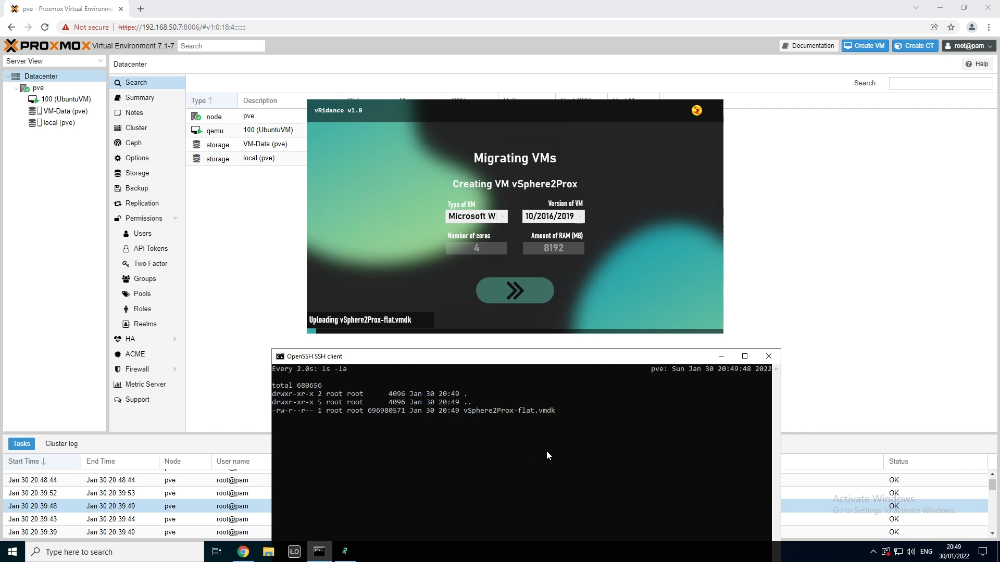 pve - Proxmox Virtual Environme
Not secure
https://192.168.50.7:8006/#v1:0:18:4:::::::
PROXMOX Virtual Environment 7.1-7
Search
Documentation
Create VM
Create CT
root@pam
Server View
Datacenter
Help
Datacenter
pve
100 (UbuntuVM)
VM-Data (pve)
local (pve)
Search
Summary
Notes
Cluster
Ceph
Options
Storage
Backup
Replication
Permissions
Users
API Tokens
Two Factor
Groups
Pools
Roles
Realms
HA
ACME
Firewall
Metric Server
Support
Search:
Type
Description
node pve
qemu 100 (UbuntuVM)
storage VM-Data (pve)
storage local (pve)
vRidance v1.0
Migrating VMs
Creating VM vSphere2Prox
Type of VM
Version of VM
Microsoft Wi
10/2016/2019
Number of cores
Amount of RAM (MB)
4
8192
Uploading vSphere2Prox-flat.vmdk
OpenSSH SSH client
Every 2.0s: ls -la pve: Sun Jan 30 20:49:48 2022
total 680656
drwxr-xr-x 2 root root 4096 Jan 30 20:49 .
drwxr-xr-x 5 root root 4096 Jan 30 20:49 ..
-rw-r--r-- 1 root root 696980571 Jan 30 20:49 vSphere2Prox-flat.vmdk
Tasks
Cluster log
Start Time End Time Node User name Status
Jan 30 20:48:44 Jan 30 20:48:44 pve root@pam OK
Jan 30 20:39:52 Jan 30 20:39:53 pve root@pam OK
Jan 30 20:39:48 Jan 30 20:39:49 pve root@pam OK
Jan 30 20:39:43 Jan 30 20:39:44 pve root@pam OK
Jan 30 20:39:39 Jan 30 20:39:40 pve root@pam OK
Activate Windows
Go to Settings to activate Windows.
Type here to search
iLO
ENG
20:49
30/01/2022